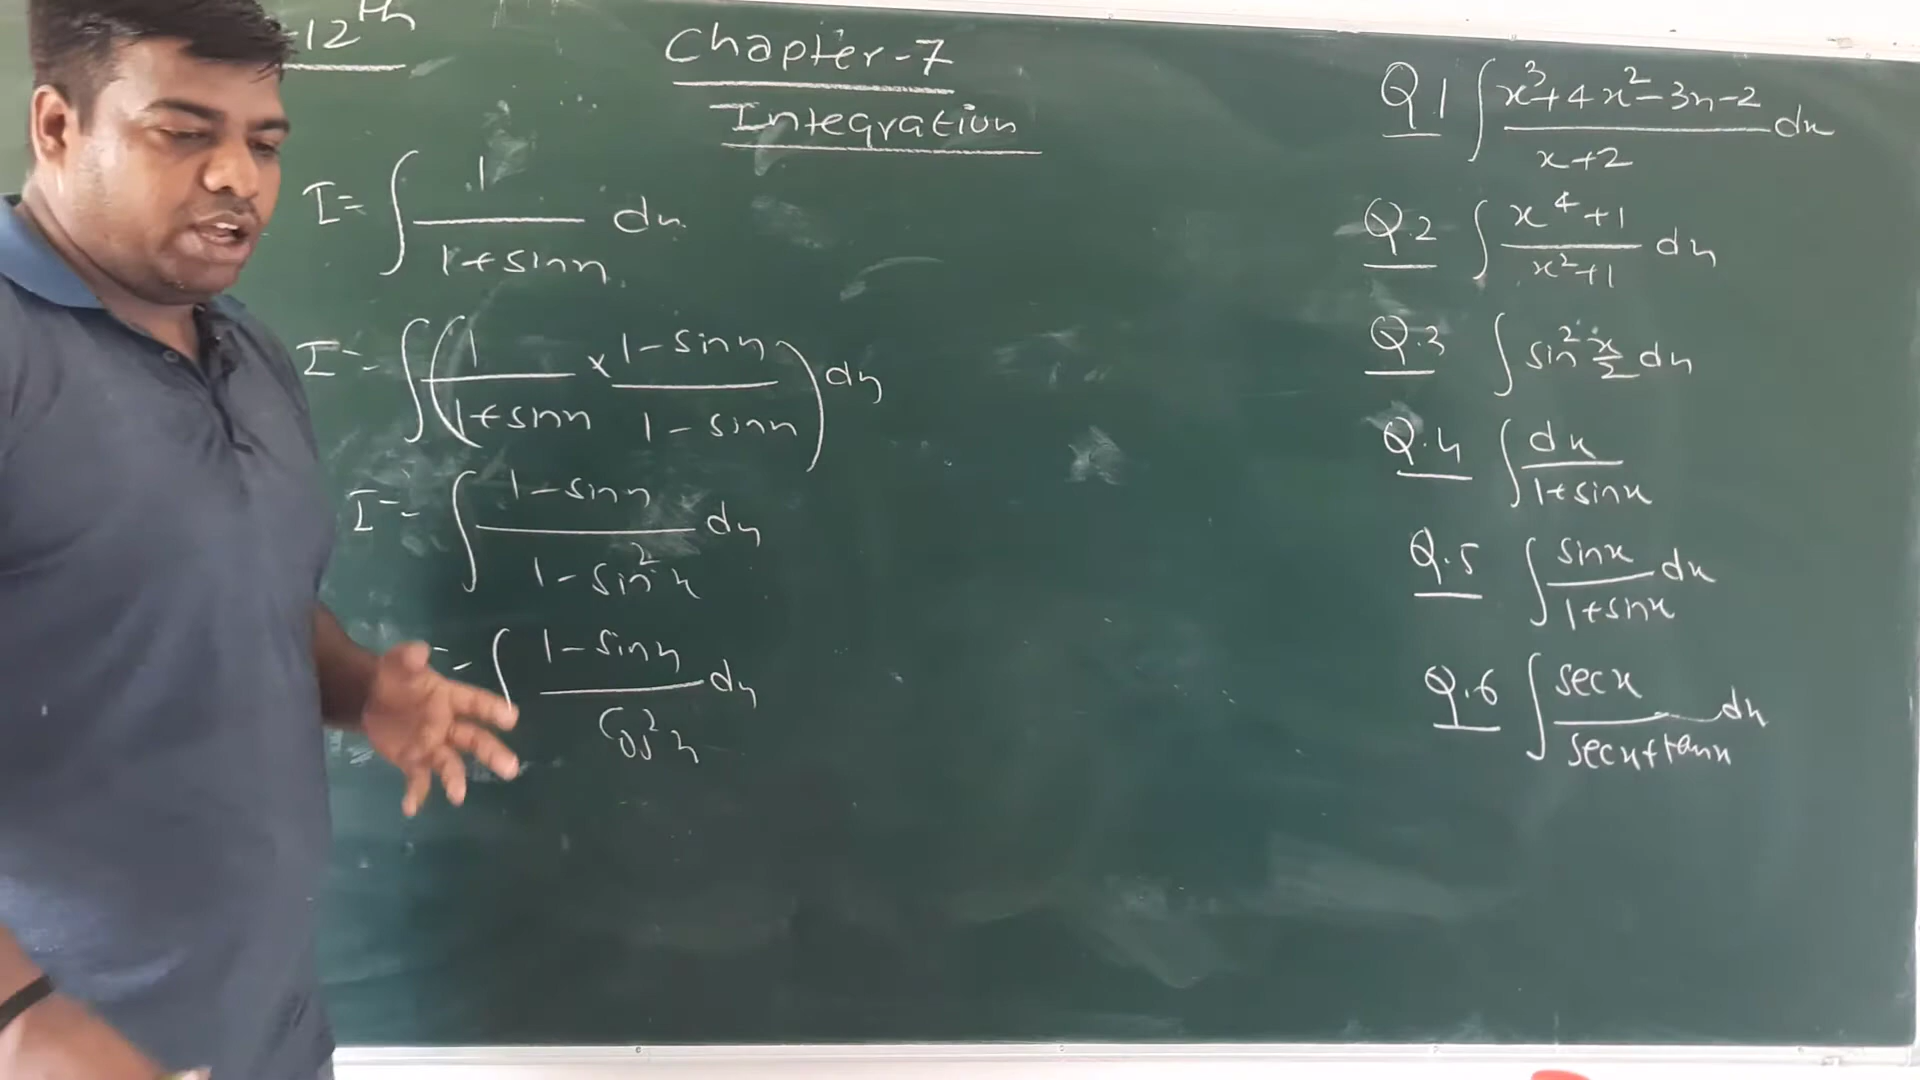 -12th
Chapter-7
Integration
I = ∫ 1/(1+sinx) dx
I = ∫ (1/(1+sinx) × (1-sinx)/(1-sinx)) dx
I = ∫ (1-sinx)/(1-sin²x) dx
= ∫ (1-sinx)/(cos²x) dx
Q.1 ∫ (x³+4x²-3x-2)/(x+2) dx
Q.2 ∫ (x⁴+1)/(x²+1) dx
Q.3 ∫ sin² x/2 dx
Q.4 ∫ dx/(1+sinx)
Q.5 ∫ sinx/(1+sinx) dx
Q.6 ∫ secx/(secx+tanx) dx